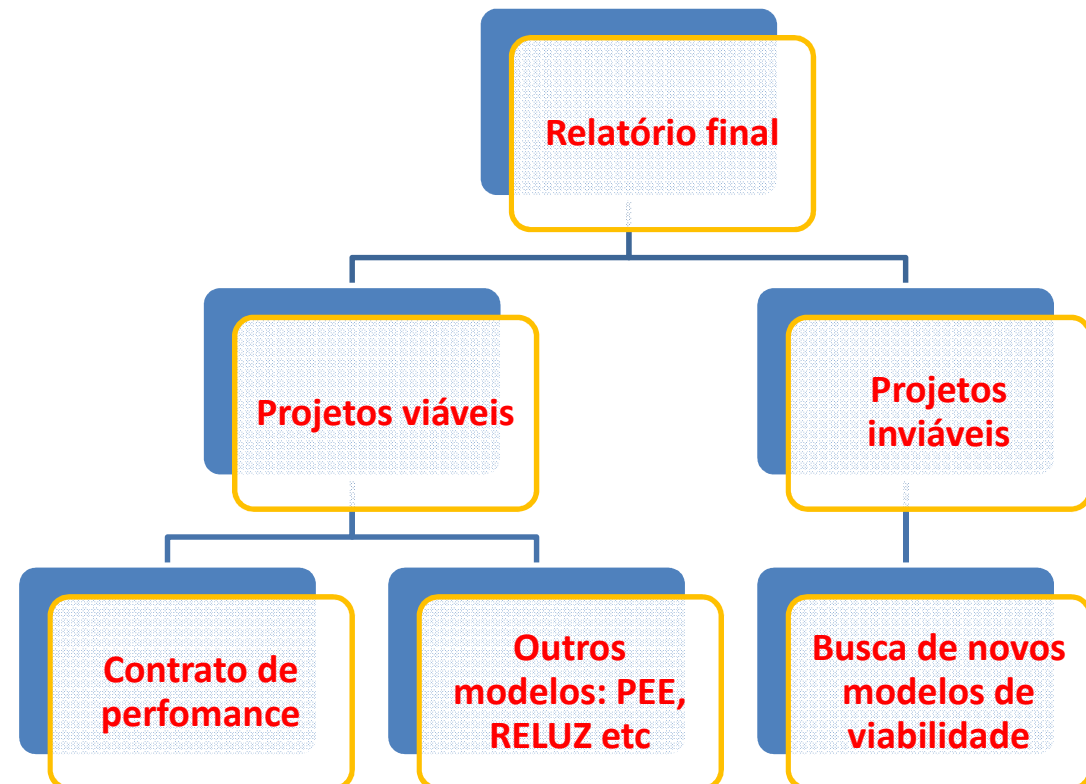 Relatório final
Projetos viáveis
Projetos
inviáveis
Contrato de
perfomance
Outros
modelos: PEE,
RELUZ etc
Busca de novos
modelos de
viabilidade